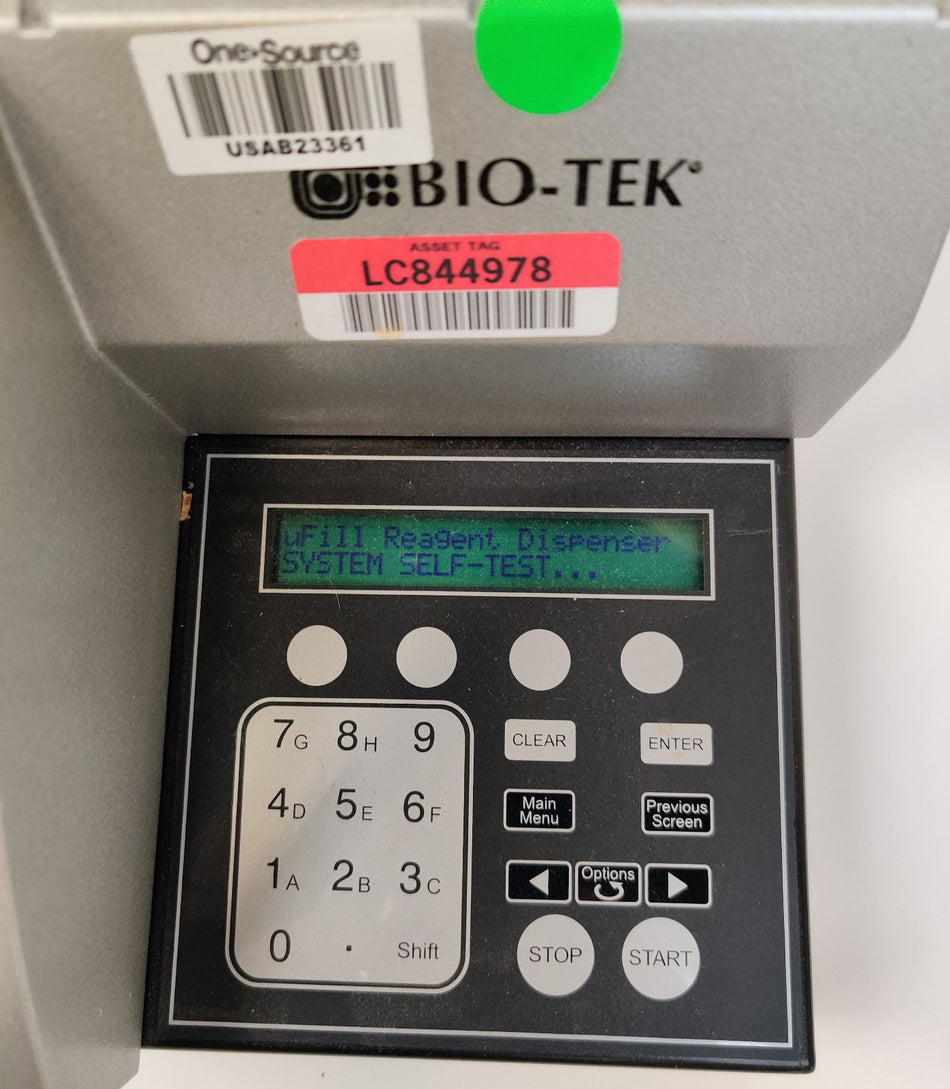 One Source
USAB23361
BIO-TEK®
ASSET TAG
LC844978
uFill Reagent Dispenser
SYSTEM SELF-TEST...
7G 8H 9
4D 5E 6F
1A 2B 3C
0 . Shift
CLEAR
ENTER
Main
Menu
Previous
Screen
Options
STOP
START